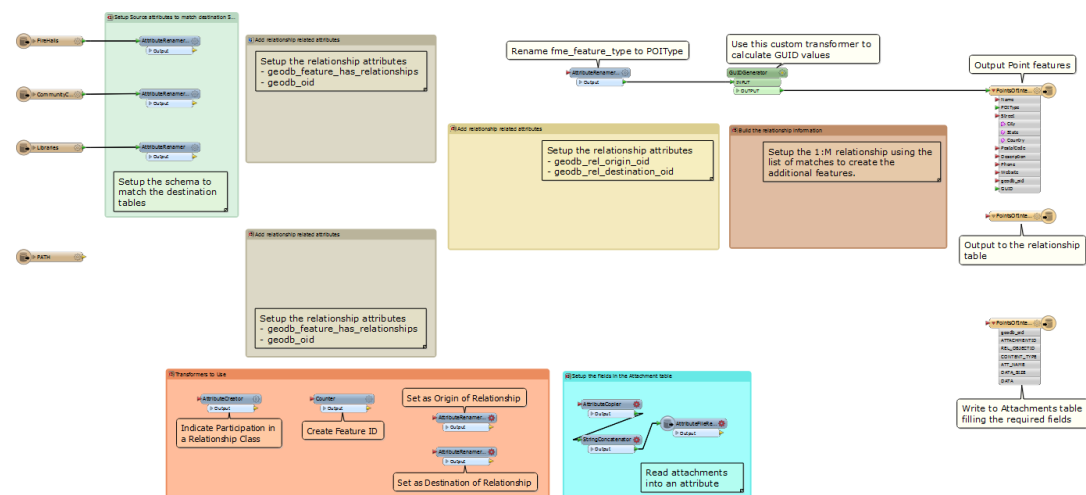 Setup Source attributes to match destination S...
FireHalls
AttributeRenamer...
Output
CommunityC...
AttributeRenamer...
Output
Libraries
AttributeRenamer
Output
Setup the schema to
match the destination
tables
PATH
Add relationship related attributes
Setup the relationship attributes
- geodb_feature_has_relationships
- geodb_oid
Add relationship related attributes
Setup the relationship attributes
- geodb_feature_has_relationships
- geodb_oid
Rename fme_feature_type to POIType
AttributeRenamer...
Output
Use this custom transformer to
calculate GUID values
GUIDGenerator
INPUT
OUTPUT
Add relationship related attributes
Setup the relationship attributes
- geodb_rel_origin_oid
- geodb_rel_destination_oid
Build the relationship information
Setup the 1:M relationship using the
list of matches to create the
additional features.
Output Point features
PointsOfInte...
Name
POIType
Street
City
State
Country
PostalCode
Description
Phone
Website
geodb_oid
GUID
PointsOfInte...
Output to the relationship
table
PointsOfInte...
geodb_oid
ATTACHMENTID
REL_OBJECTID
CONTENT_TYPE
ATT_NAME
DATA_SIZE
DATA
Write to Attachments table
filling the required fields
Transformers to Use
AttributeCreator
Output
Indicate Participation in
a Relationship Class
Counter
Output
Create Feature ID
Set as Origin of Relationship
AttributeRenamer...
Output
AttributeRenamer...
Output
Set as Destination of Relationship
Setup the fields in the Attachment table
AttributeCopier
Output
StringConcatenator
Output
AttributeFileRe...
Output
Read attachments
into an attribute